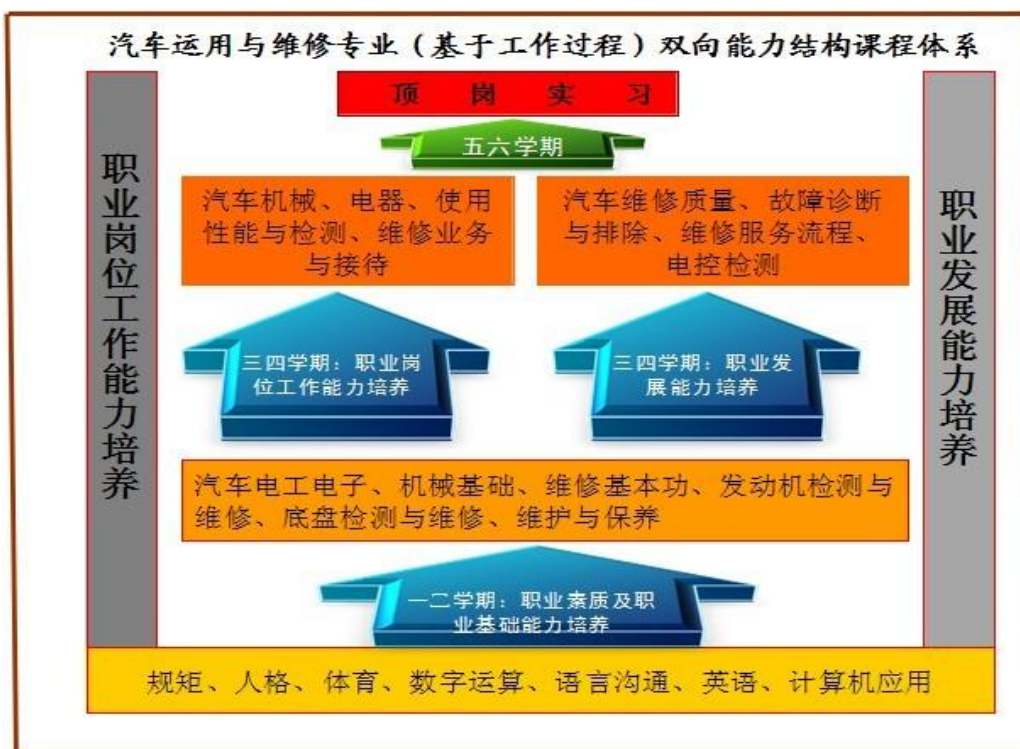 汽车运用与维修专业（基于工作过程）双向能力结构课程体系
顶岗实习
五六学期
职业岗位工作能力培养
汽车机械、电器、使用
性能与检测、维修业务
与接待
汽车维修质量、故障诊断
与排除、维修服务流程、
电控检测
职业发展能力培养
三四学期：职业岗
位工作能力培养
三四学期：职业发
展能力培养
汽车电工电子、机械基础、维修基本功、发动机检测与
维修、底盘检测与维修、维护与保养
一二学期：职业素质及职
业基础能力培养
规矩、人格、体育、数字运算、语言沟通、英语、计算机应用